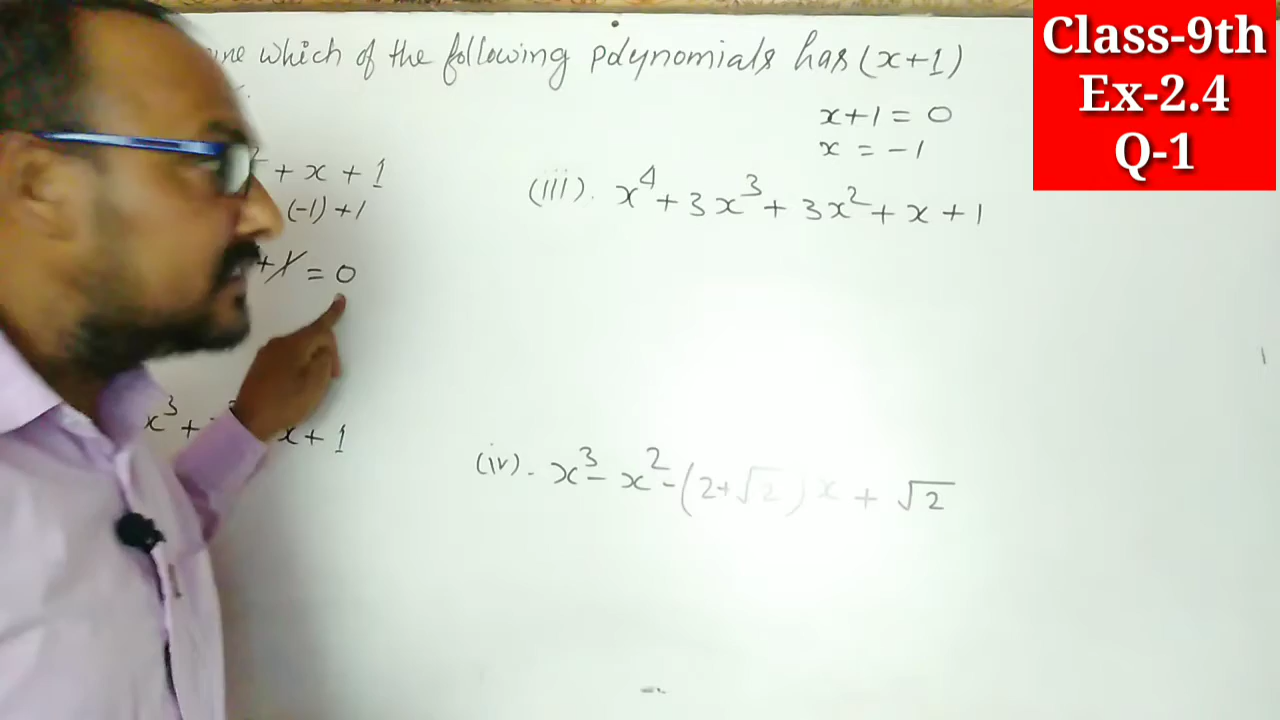 which of the following polynomials has (x+1)
x+1 = 0
x = -1
+ x + 1
(-1) +1
+1 = 0
x³ +
x + 1
(iii). x⁴ + 3x³ + 3x² + x + 1
(iv). x³ - x² - (2+√2)x + √2
Class-9th
Ex-2.4
Q-1